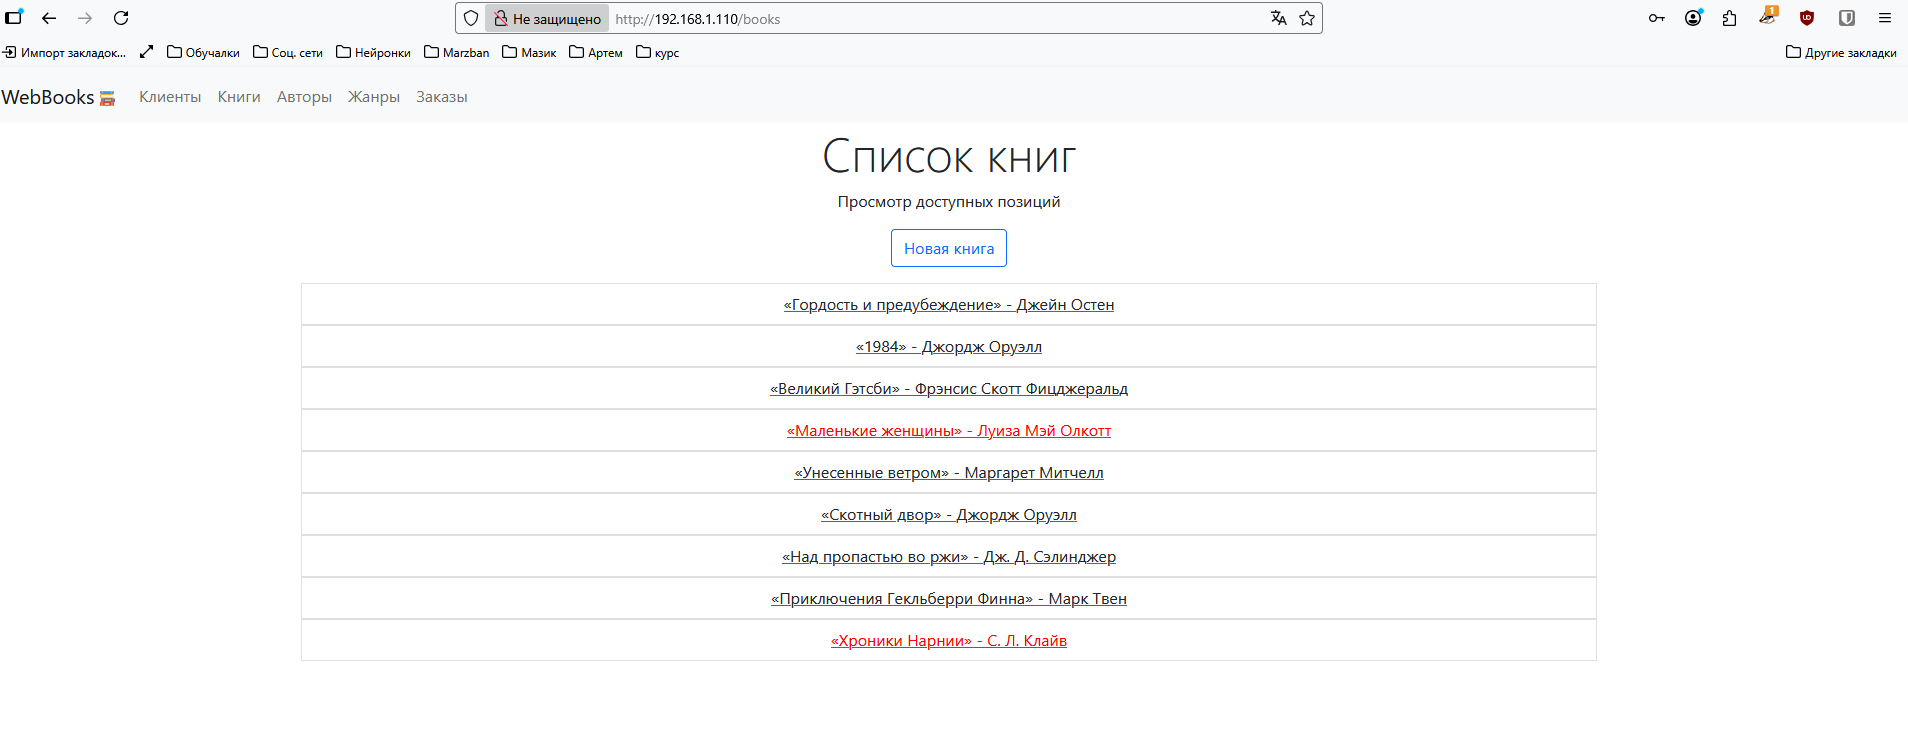 Не защищено http://192.168.1.110/books
1
Импорт закладок... Обучалки Соц. сети Нейронки Marzban Мазик Артем курс Другие закладки
WebBooks Клиенты Книги Авторы Жанры Заказы
Список книг
Просмотр доступных позиций
Новая книга
«Гордость и предубеждение» - Джейн Остен
«1984» - Джордж Оруэлл
«Великий Гэтсби» - Фрэнсис Скотт Фицджеральд
«Маленькие женщины» - Луиза Мэй Олкотт
«Унесенные ветром» - Маргарет Митчелл
«Скотный двор» - Джордж Оруэлл
«Над пропастью во ржи» - Дж. Д. Сэлинджер
«Приключения Гекльберри Финна» - Марк Твен
«Хроники Нарнии» - С. Л. Клайв